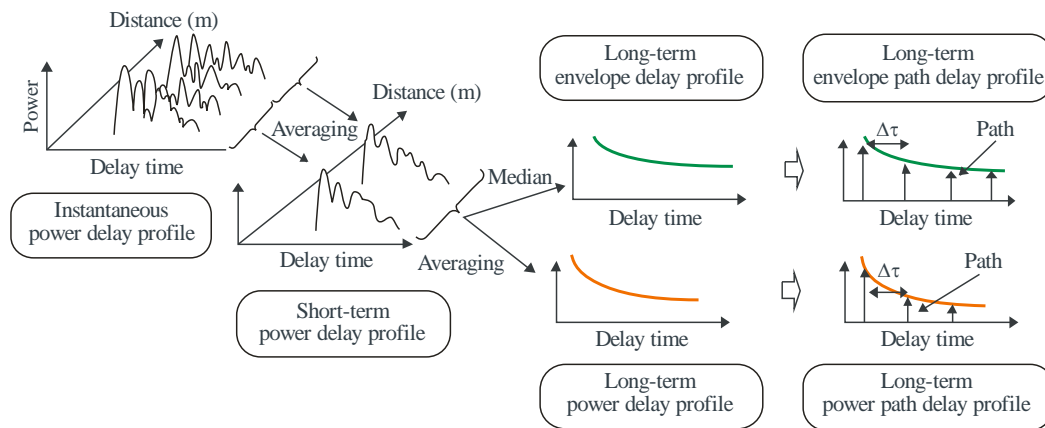 Distance (m)
Power
Delay time
Instantaneous
power delay profile
Averaging
Distance (m)
Delay time
Short-term
power delay profile
Median
Averaging
Long-term
envelope delay profile
Delay time
Long-term
envelope path delay profile
Δτ
Path
Delay time
Delay time
Long-term
power delay profile
Δτ
Path
Delay time
Long-term
power path delay profile